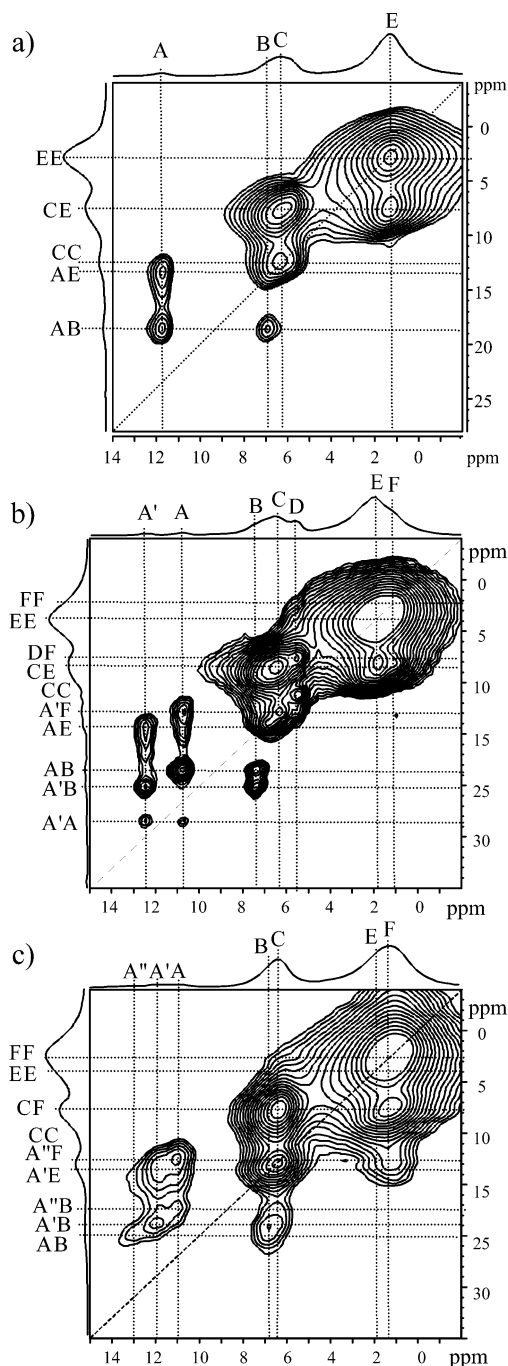 a)
A B C E
ppm
EE
CE
CC
AE
AB
0
5
10
15
20
25
14 12 10 8 6 4 2 0 ppm
b)
A' A B C D E F
ppm
FF
EE
DF
CE
CC
A'F
AE
AB
A'B
A'A
0
5
10
15
20
25
30
14 12 10 8 6 4 2 0 ppm
c)
A" A' A B C E F
ppm
FF
EE
CF
CC
A"F
A'E
A"B
A'B
AB
0
5
10
15
20
25
30
14 12 10 8 6 4 2 0 ppm